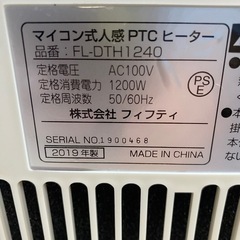 マイコン式人感 PTC ヒーター
品番: FL-DTH1240
定格電圧 AC100V
定格消費電力 1200W
定格周波数 50/60Hz
PS
E
株式会社 フィフティ
SERIAL NO.1900468
2019年製 MADE IN CHINA